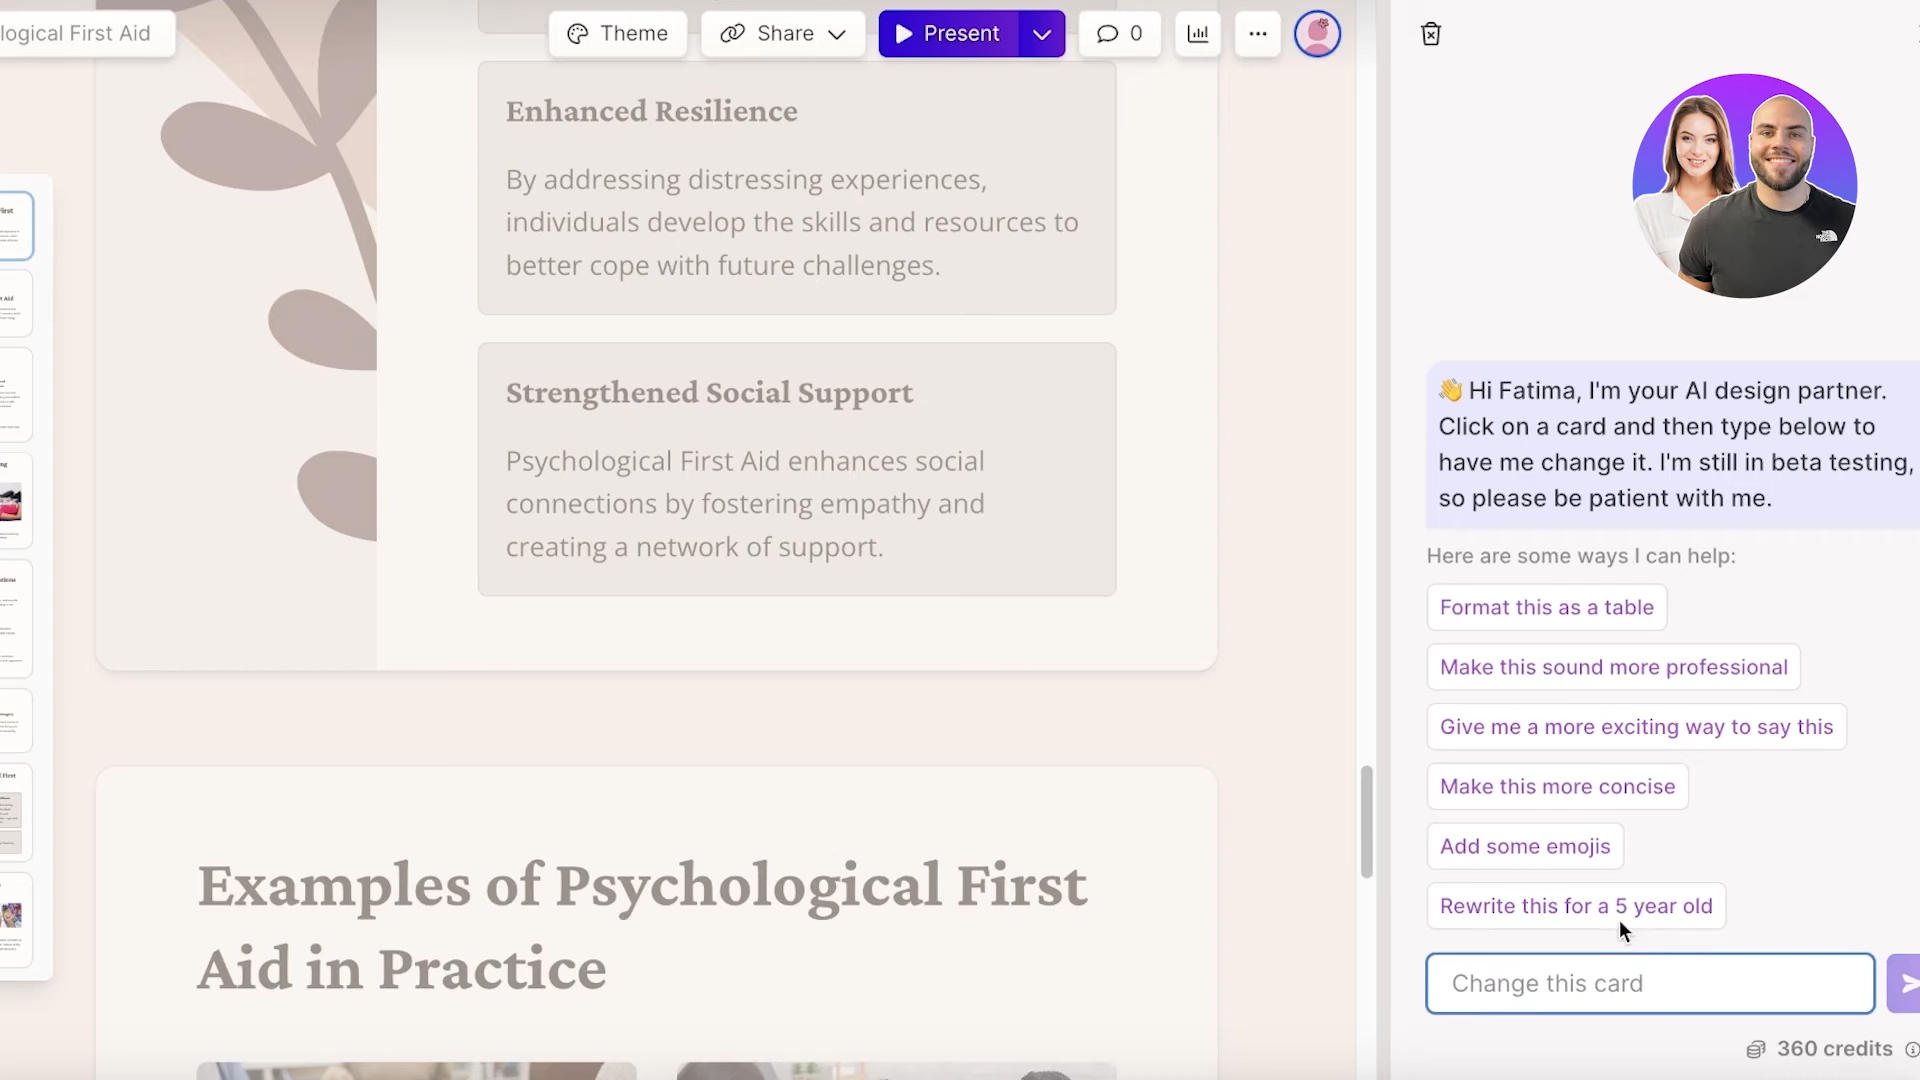 logical First Aid
Theme
Share
Present
0
Enhanced Resilience
By addressing distressing experiences,
individuals develop the skills and resources to
better cope with future challenges.
Strengthened Social Support
Psychological First Aid enhances social
connections by fostering empathy and
creating a network of support.
Examples of Psychological First
Aid in Practice
👋 Hi Fatima, I'm your AI design partner.
Click on a card and then type below to
have me change it. I'm still in beta testing,
so please be patient with me.
Here are some ways I can help:
Format this as a table
Make this sound more professional
Give me a more exciting way to say this
Make this more concise
Add some emojis
Rewrite this for a 5 year old
Change this card
360 credits